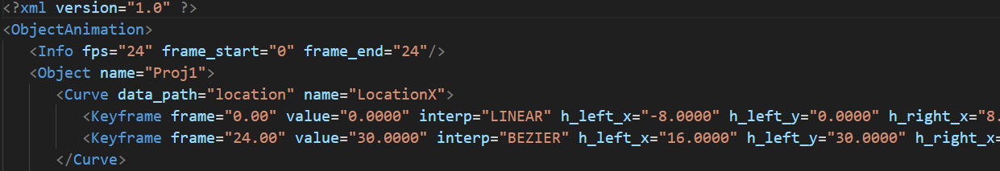 <?xml version="1.0" ?>
<ObjectAnimation>
<Info fps="24" frame_start="0" frame_end="24"/>
<Object name="Proj1">
<Curve data_path="location" name="LocationX">
<Keyframe frame="0.00" value="0.0000" interp="LINEAR" h_left_x="-8.0000" h_left_y="0.0000" h_right_x="8.
<Keyframe frame="24.00" value="30.0000" interp="BEZIER" h_left_x="16.0000" h_left_y="30.0000" h_right_x=
</Curve>